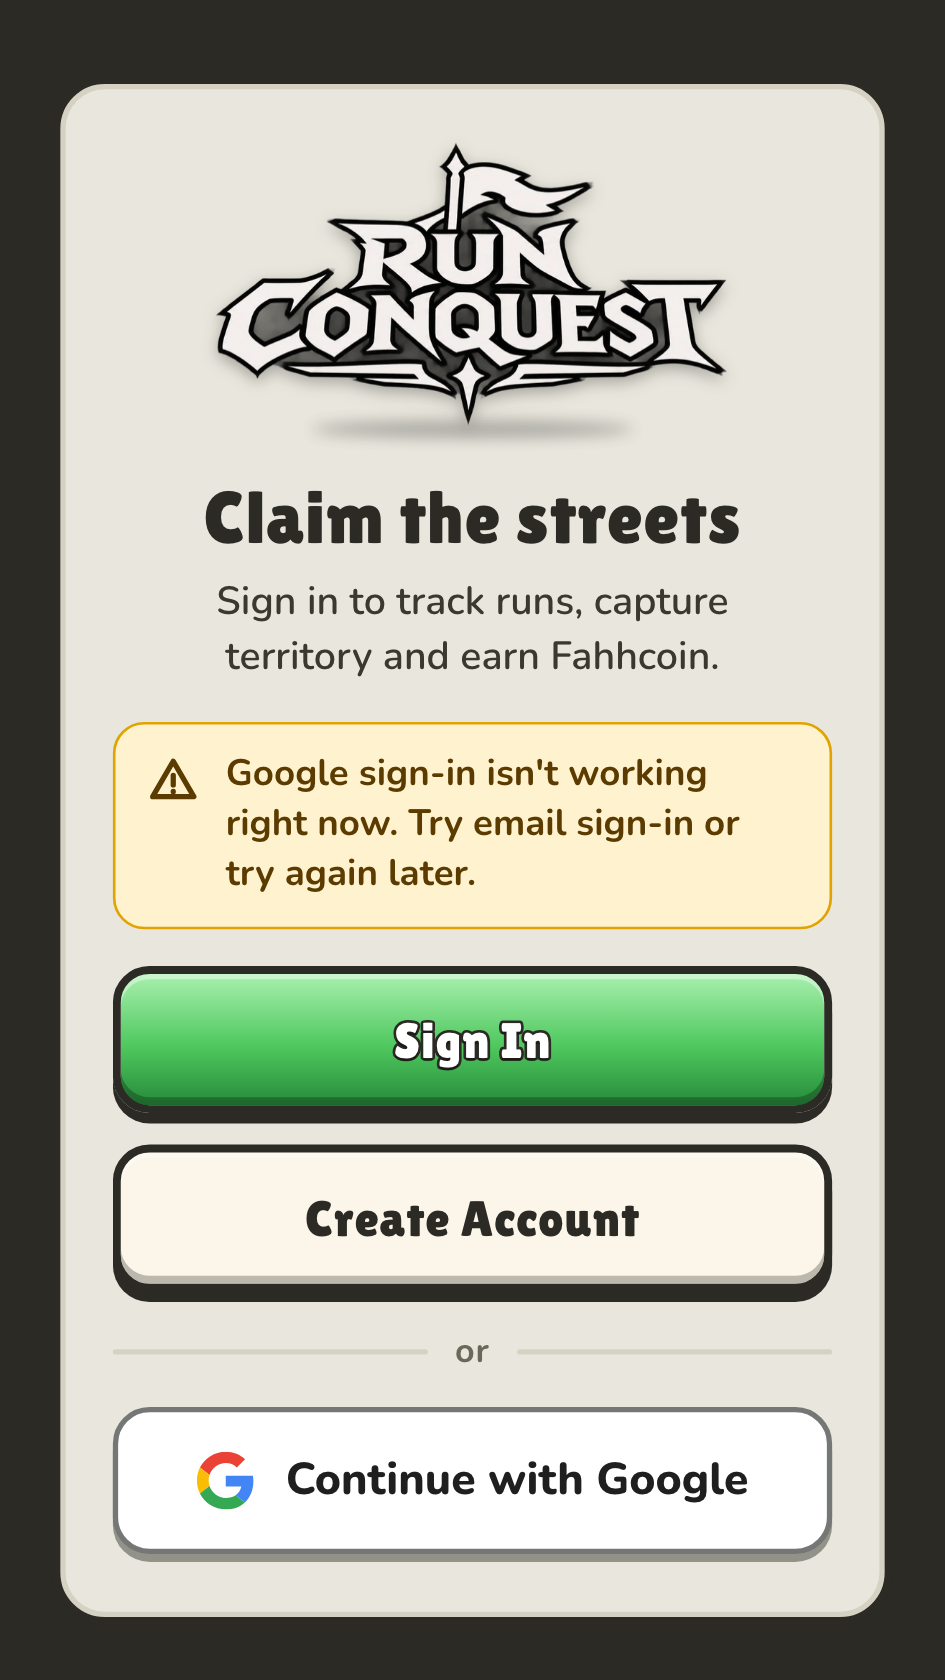 RUN
CONQUEST
Claim the streets
Sign in to track runs, capture
territory and earn Fahhcoin.
Google sign-in isn't working
right now. Try email sign-in or
try again later.
Sign In
Create Account
or
Continue with Google